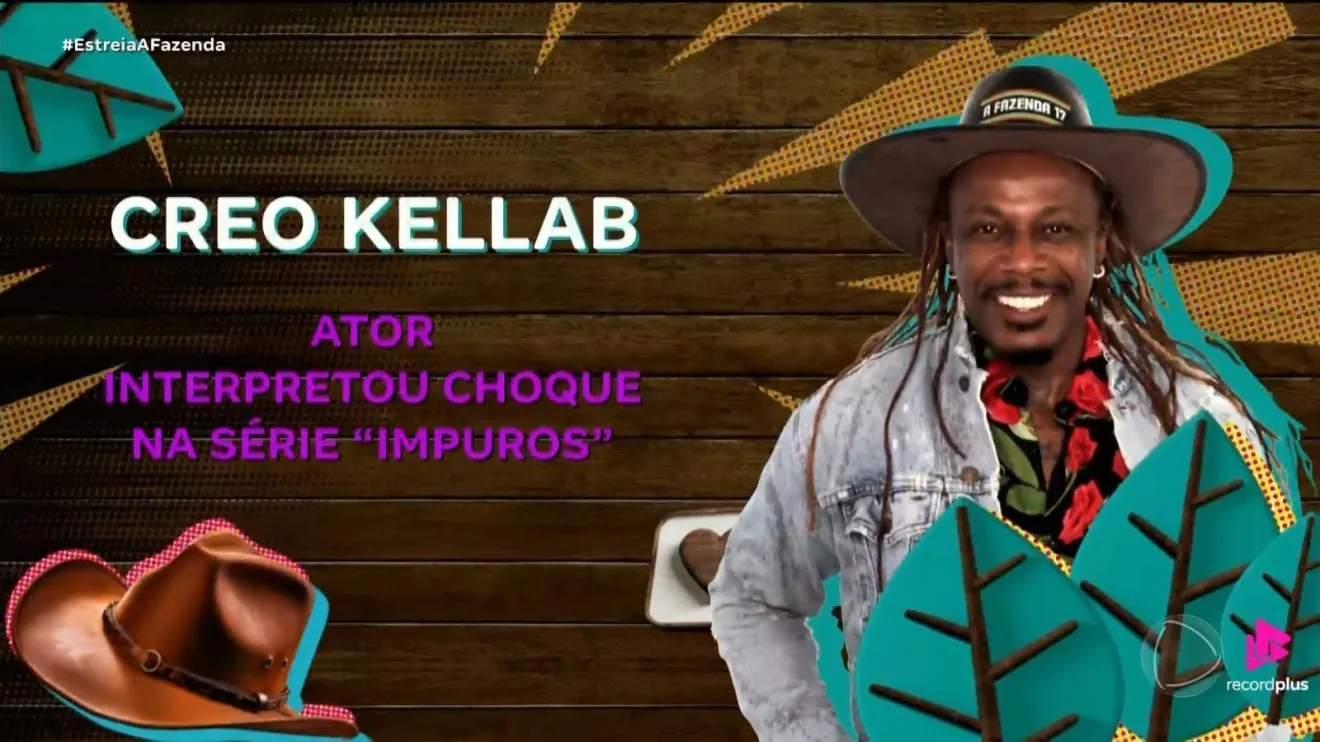 #EstreiaAFazenda
A FAZENDA 17
CREO KELLAB
ATOR
INTERPRETOU CHOQUE
NA SÉRIE “IMPUROS”
recordplus